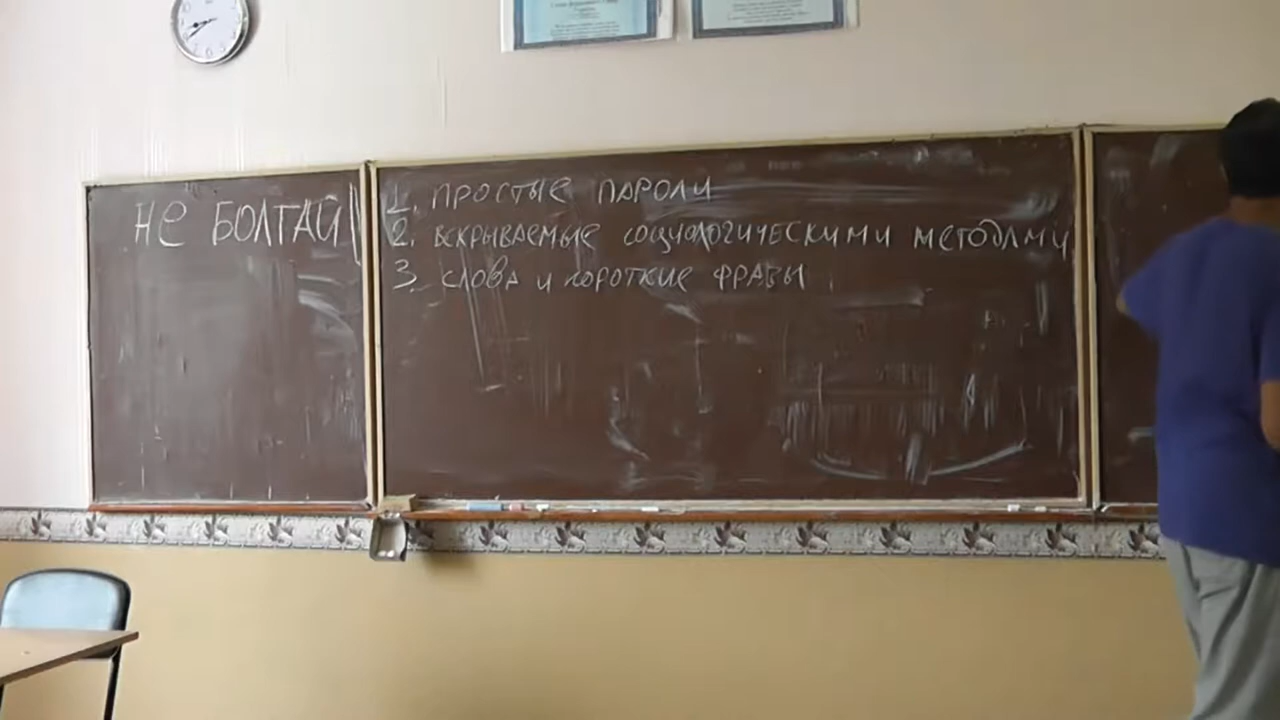 НЕ БОЛТАЙ
1. ПРОСТЫЕ ПАРОЛИ
2. ВСКРЫВАЕМЫЕ СОЦИОЛОГИЧЕСКИМИ МЕТОДАМИ
3. СЛОВА И КОРОТКИЕ ФРАЗЫ